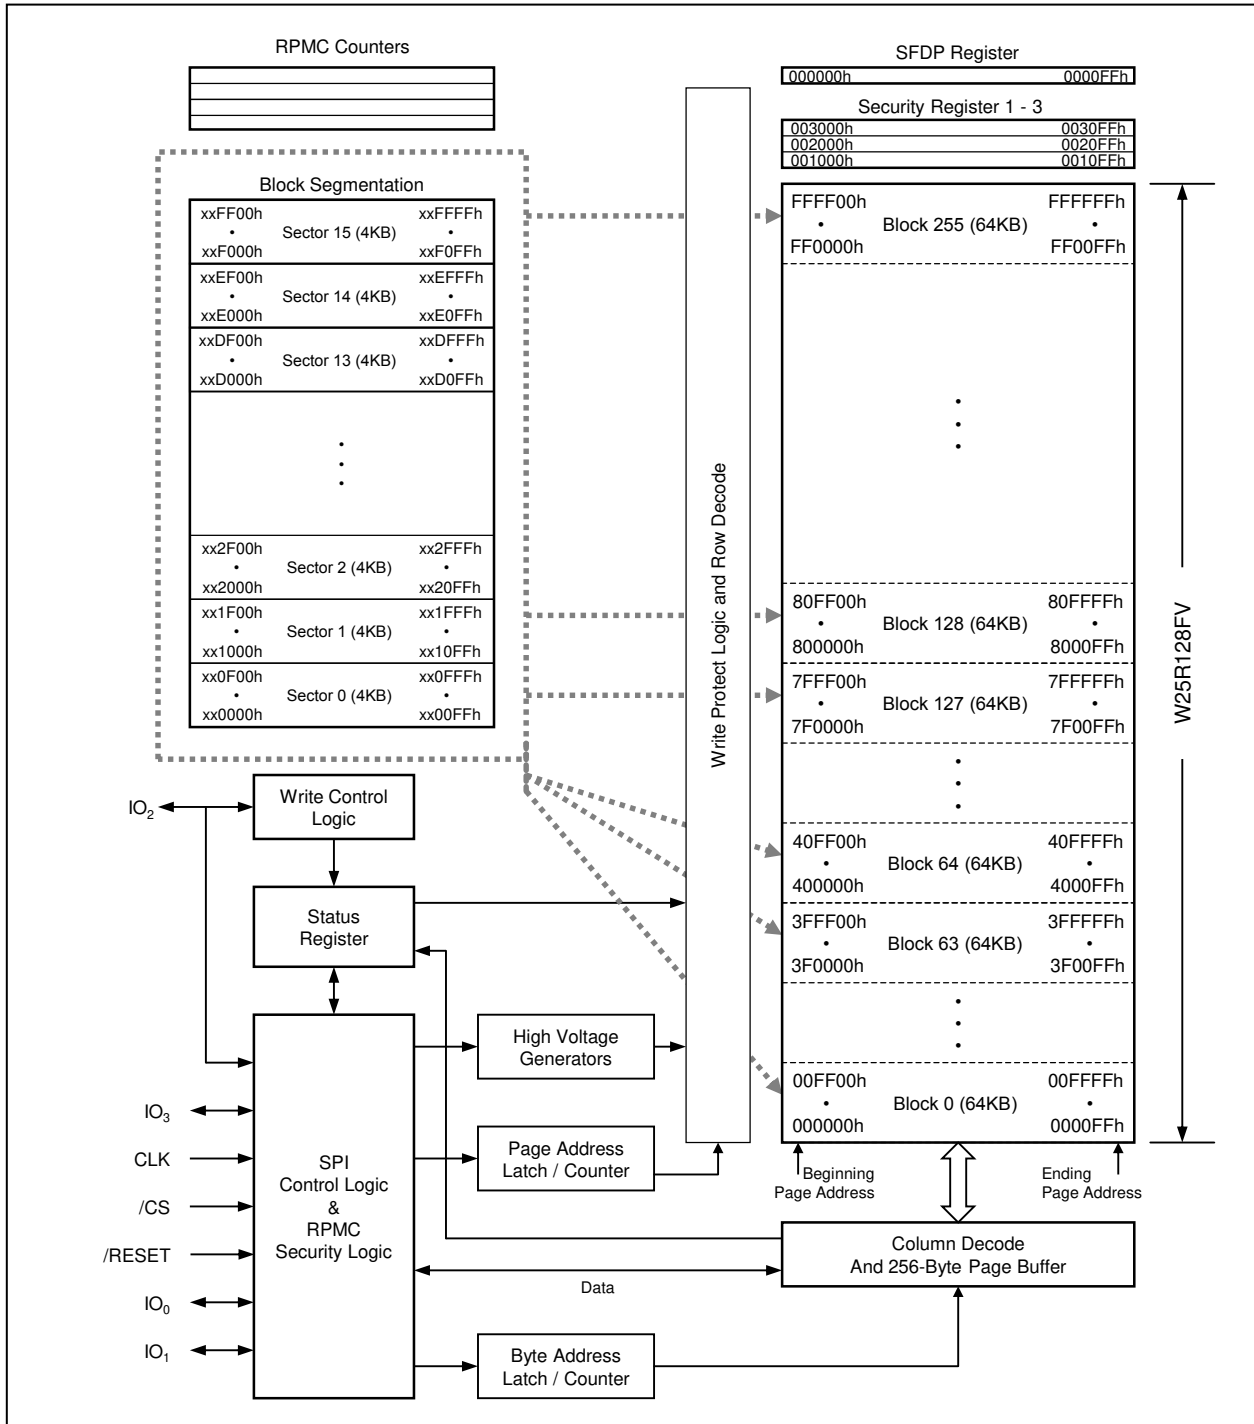 RPMC Counters
SFDP Register
000000h 0000FFh
Security Register 1 - 3
003000h 0030FFh
002000h 0020FFh
001000h 0010FFh
Block Segmentation
xxFF00h xxFFFFh
• Sector 15 (4KB) •
xxF000h xxF0FFh
xxEF00h xxEFFFh
• Sector 14 (4KB) •
xxE000h xxE0FFh
xxDF00h xxDFFFh
• Sector 13 (4KB) •
xxD000h xxD0FFh
xx2F00h xx2FFFh
• Sector 2 (4KB) •
xx2000h xx20FFh
xx1F00h xx1FFFh
• Sector 1 (4KB) •
xx1000h xx10FFh
xx0F00h xx0FFFh
• Sector 0 (4KB) •
xx0000h xx00FFh
Write Protect Logic and Row Decode
FFFF00h FFFFFFh
• Block 255 (64KB) •
FF0000h FF00FFh
80FF00h 80FFFFh
• Block 128 (64KB) •
800000h 8000FFh
7FFF00h 7FFFFFh
• Block 127 (64KB) •
7F0000h 7F00FFh
40FF00h 40FFFFh
• Block 64 (64KB) •
400000h 4000FFh
3FFF00h 3FFFFFh
• Block 63 (64KB) •
3F0000h 3F00FFh
00FF00h 00FFFFh
• Block 0 (64KB) •
000000h 0000FFh
W25R128FV
Beginning
Page Address
Ending
Page Address
IO2
Write Control
Logic
Status
Register
High Voltage
Generators
IO3
CLK
/CS
/RESET
IO0
IO1
SPI
Control Logic
&
RPMC
Security Logic
Page Address
Latch / Counter
Column Decode
And 256-Byte Page Buffer
Data
Byte Address
Latch / Counter